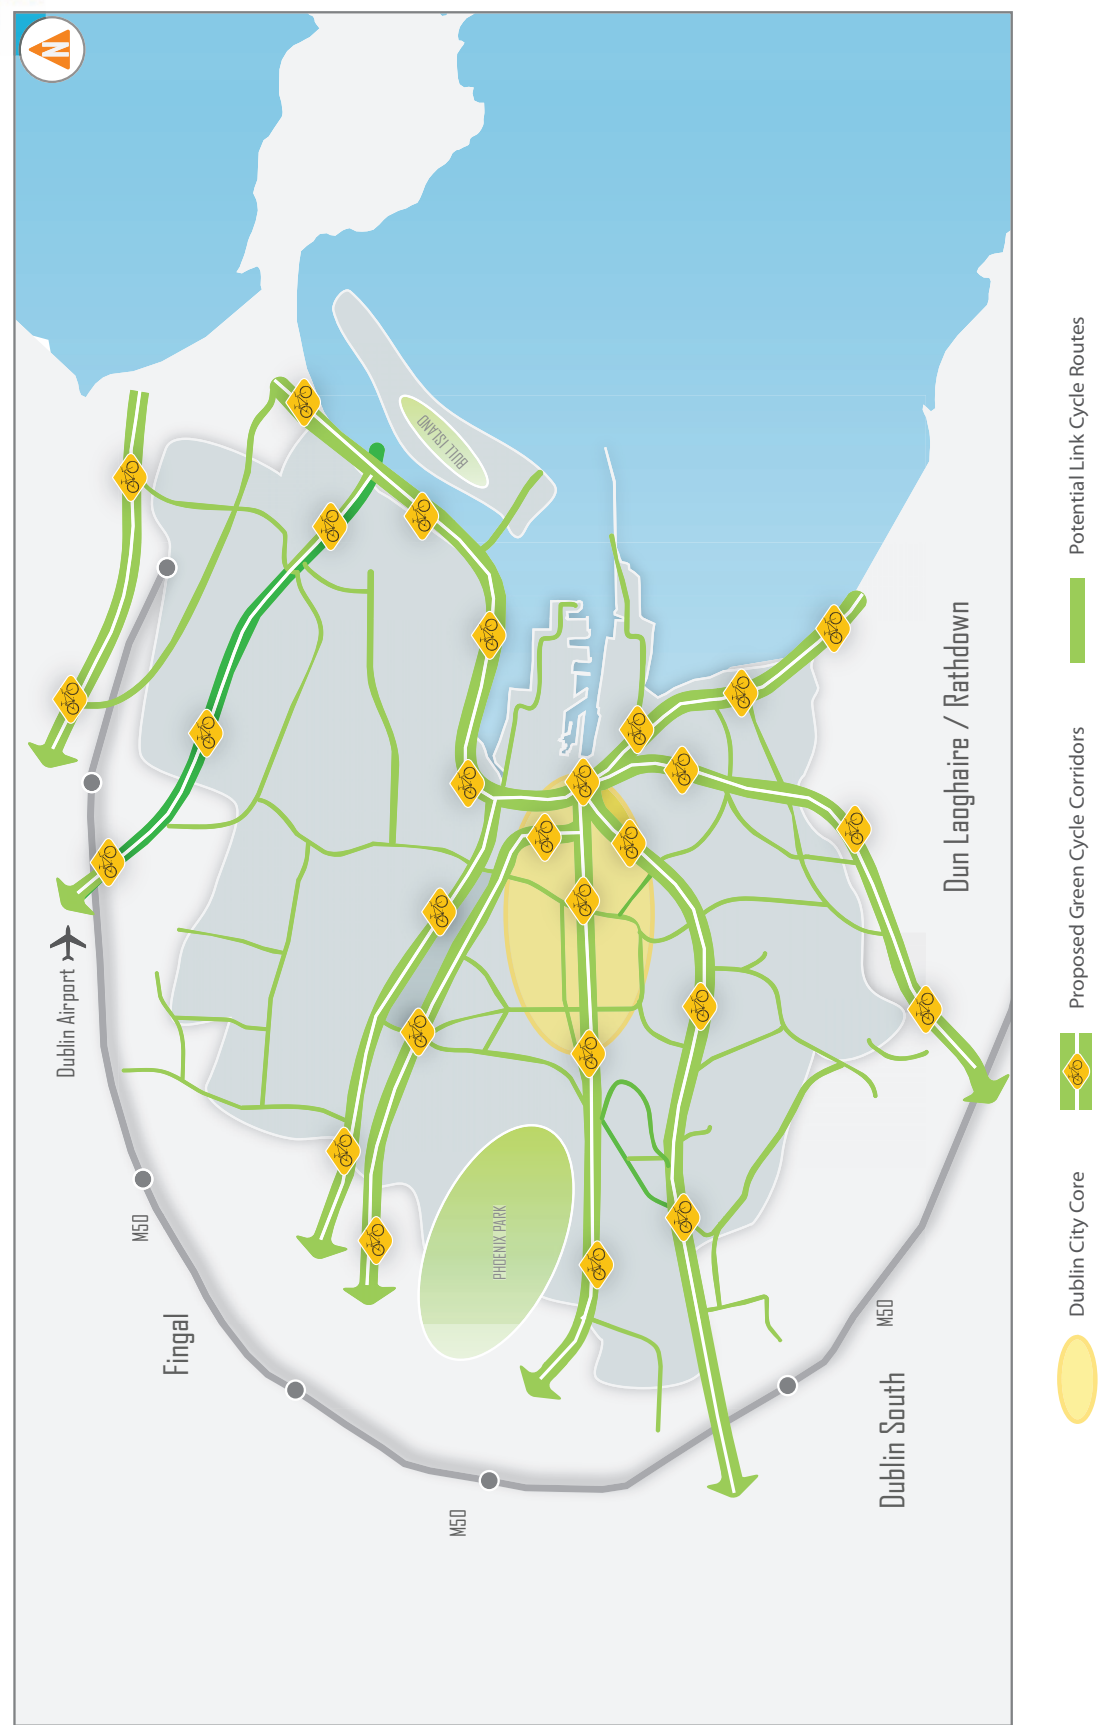 N
BULL ISLAND
Dublin Airport
M50
Fingal
PHOENIX PARK
M50
Dun Laoghaire / Rathdown
M50
Dublin South
Dublin City Core
Proposed Green Cycle Corridors
Potential Link Cycle Routes